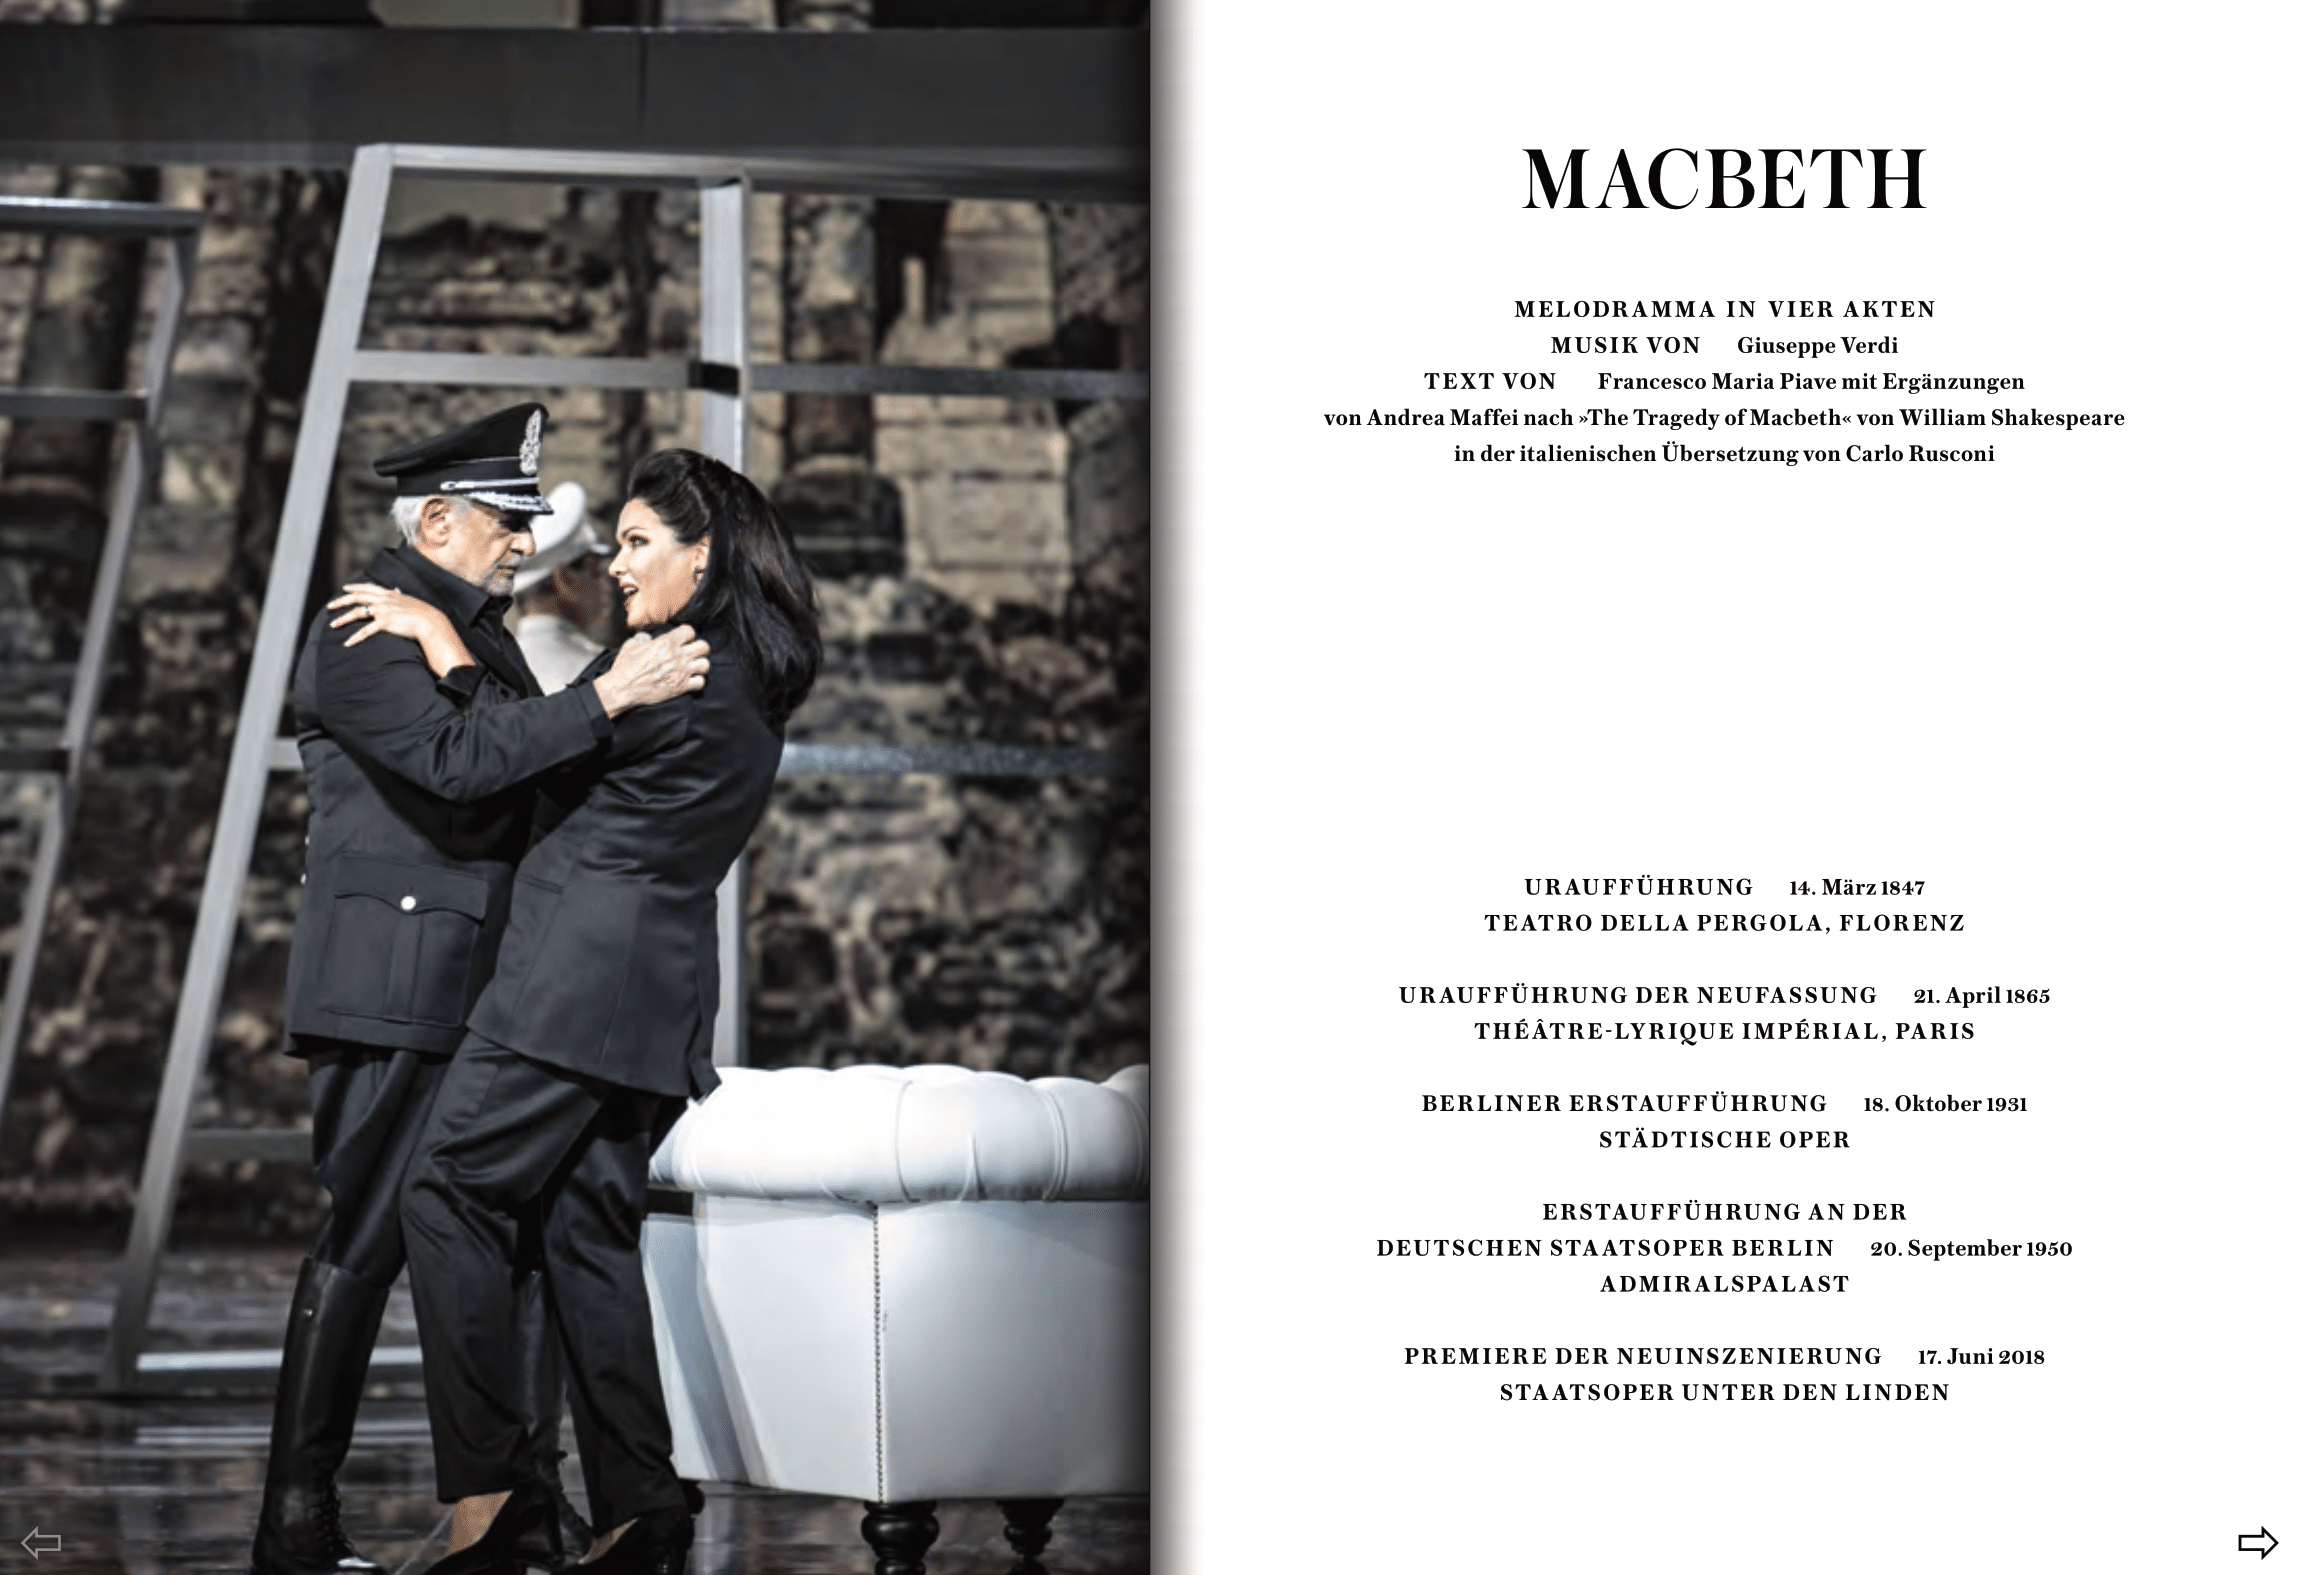 MACBETH
MELODRAMMA IN VIER AKTEN
MUSIK VON Giuseppe Verdi
TEXT VON Francesco Maria Piave mit Ergänzungen
von Andrea Maffei nach »The Tragedy of Macbeth« von William Shakespeare
in der italienischen Übersetzung von Carlo Rusconi
URAUFFÜHRUNG 14. März 1847
TEATRO DELLA PERGOLA, FLORENZ
URAUFFÜHRUNG DER NEUFASSUNG 21. April 1865
THÉÂTRE-LYRIQUE IMPÉRIAL, PARIS
BERLINER ERSTAUFFÜHRUNG 18. Oktober 1931
STÄDTISCHE OPER
ERSTAUFFÜHRUNG AN DER
DEUTSCHEN STAATSOPER BERLIN 20. September 1950
ADMIRALSPALAST
PREMIERE DER NEUINSZENIERUNG 17. Juni 2018
STAATSOPER UNTER DEN LINDEN